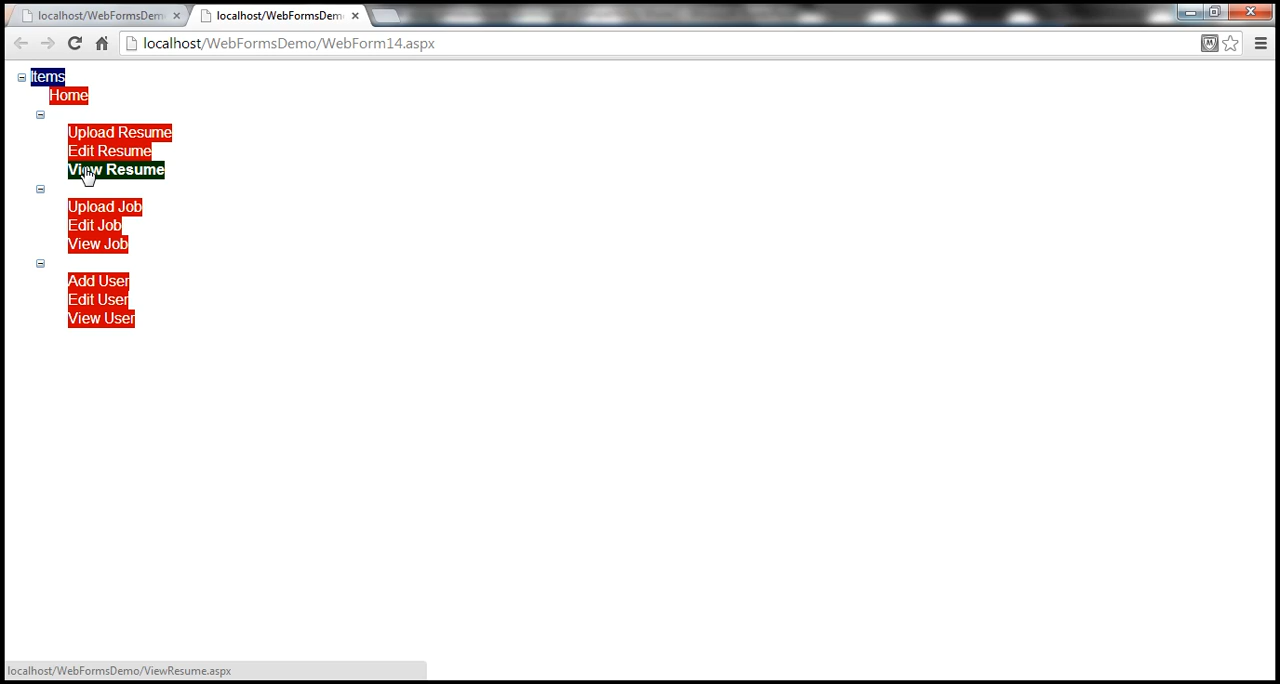 localhost/WebFormsDem
localhost/WebFormsDem
localhost/WebFormsDemo/WebForm14.aspx
Items
Home
Upload Resume
Edit Resume
View Resume
Upload Job
Edit Job
View Job
Add User
Edit User
View User
localhost/WebFormsDemo/ViewResume.aspx